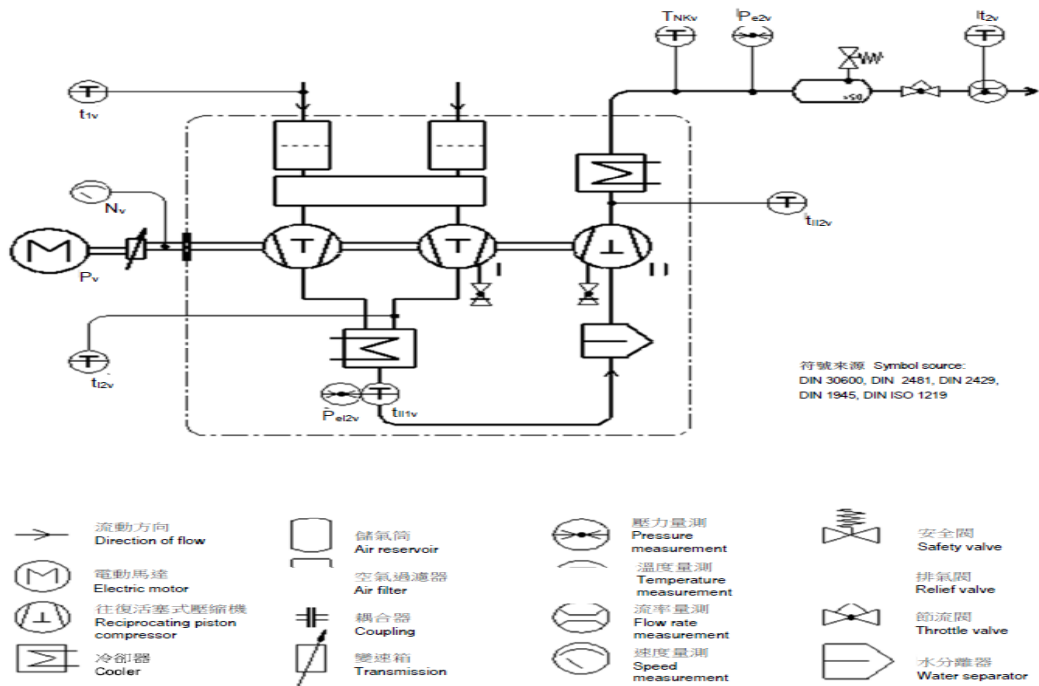 TNKv
Pe2v
t2v
t1v
Nv
M
Pv
I
II
tII2v
tI2v
PeI2v
tII1v
符號來源 Symbol source:
DIN 30600, DIN 2481, DIN 2429,
DIN 1945, DIN ISO 1219
流動方向
Direction of flow
儲氣筒
Air reservoir
壓力量測
Pressure
measurement
安全閥
Safety valve
M
電動馬達
Electric motor
空氣過濾器
Air filter
溫度量測
Temperature
measurement
排氣閥
Relief valve
往復活塞式壓縮機
Reciprocating piston
compressor
耦合器
Coupling
流率量測
Flow rate
measurement
節流閥
Throttle valve
冷卻器
Cooler
變速箱
Transmission
速度量測
Speed
measurement
水分離器
Water separator